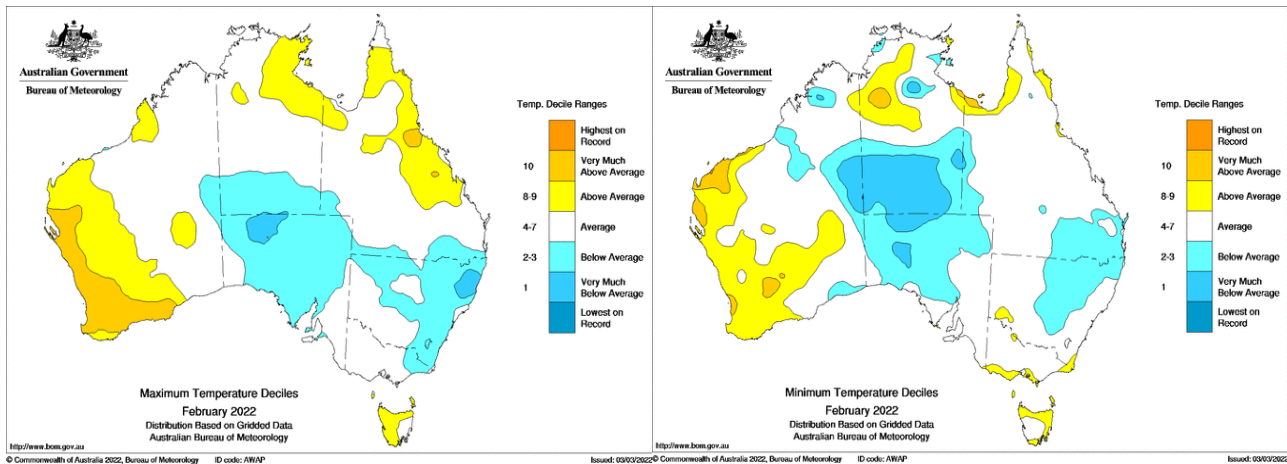 Australian Government
Bureau of Meteorology
Temp. Decile Ranges
Highest on
Record
10
Very Much
Above Average
8-9
Above Average
4-7
Average
2-3
Below Average
1
Very Much
Below Average
Lowest on
Record
Maximum Temperature Deciles
February 2022
Distribution Based on Gridded Data
Australian Bureau of Meteorology
http://www.bom.gov.au
© Commonwealth of Australia 2022, Bureau of Meteorology
ID code: AWAP
Issued: 03/03/2022
Australian Government
Bureau of Meteorology
Temp. Decile Ranges
Highest on
Record
10
Very Much
Above Average
8-9
Above Average
4-7
Average
2-3
Below Average
1
Very Much
Below Average
Lowest on
Record
Minimum Temperature Deciles
February 2022
Distribution Based on Gridded Data
Australian Bureau of Meteorology
http://www.bom.gov.au
© Commonwealth of Australia 2022, Bureau of Meteorology
ID code: AWAP
Issued: 03/03/2022